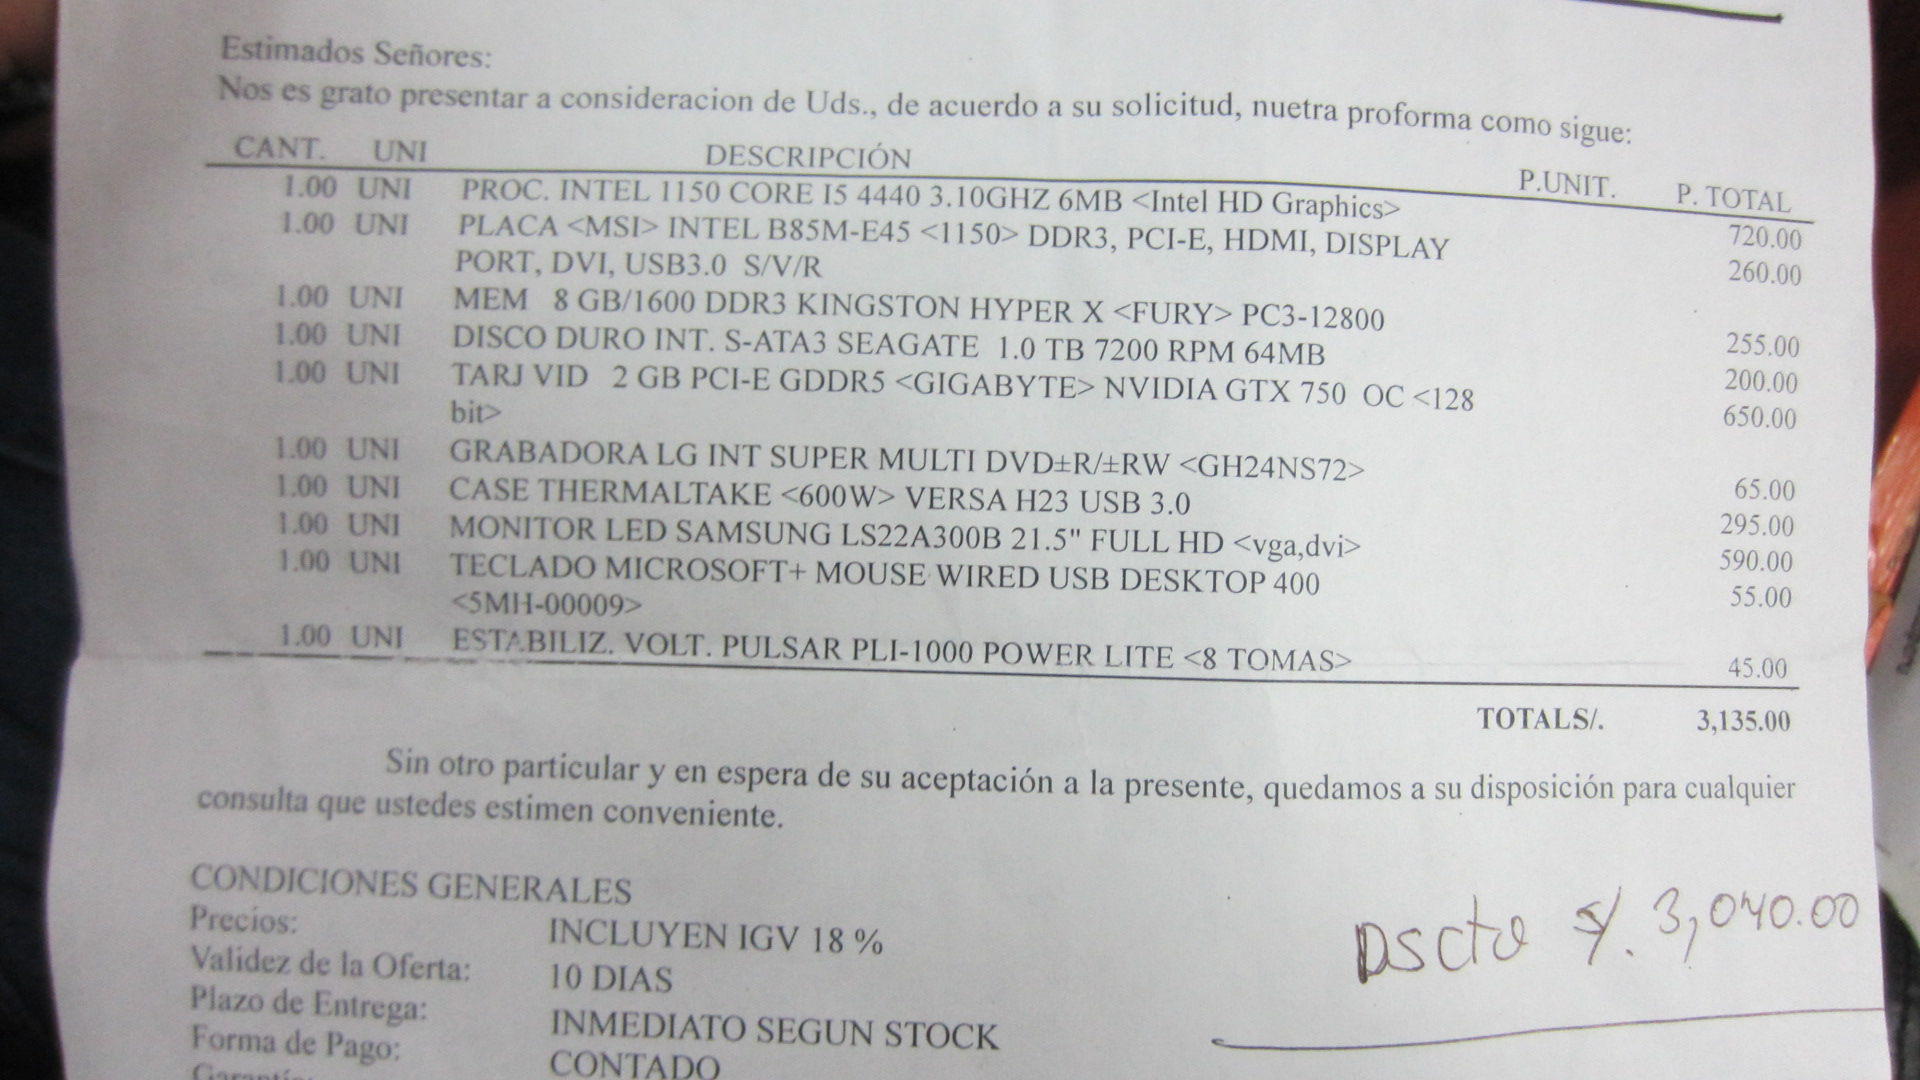 Estimados Señores:
Nos es grato presentar a consideracion de Uds., de acuerdo a su solicitud, nuetra proforma como sigue:
CANT. UNI DESCRIPCIÓN P.UNIT. P. TOTAL
1.00 UNI PROC. INTEL 1150 CORE I5 4440 3.10GHZ 6MB <Intel HD Graphics> 720.00
1.00 UNI PLACA <MSI> INTEL B85M-E45 <1150> DDR3, PCI-E, HDMI, DISPLAY 260.00
PORT, DVI, USB3.0 S/V/R
1.00 UNI MEM 8 GB/1600 DDR3 KINGSTON HYPER X <FURY> PC3-12800 255.00
1.00 UNI DISCO DURO INT. S-ATA3 SEAGATE 1.0 TB 7200 RPM 64MB 200.00
1.00 UNI TARJ VID 2 GB PCI-E GDDR5 <GIGABYTE> NVIDIA GTX 750 OC <128 650.00
bit>
1.00 UNI GRABADORA LG INT SUPER MULTI DVD±R/±RW <GH24NS72> 65.00
1.00 UNI CASE THERMALTAKE <600W> VERSA H23 USB 3.0 295.00
1.00 UNI MONITOR LED SAMSUNG LS22A300B 21.5" FULL HD <vga,dvi> 590.00
1.00 UNI TECLADO MICROSOFT+ MOUSE WIRED USB DESKTOP 400 55.00
<5MH-00009>
1.00 UNI ESTABILIZ. VOLT. PULSAR PLI-1000 POWER LITE <8 TOMAS> 45.00
TOTALS/. 3,135.00
Sin otro particular y en espera de su aceptación a la presente, quedamos a su disposición para cualquier
consulta que ustedes estimen conveniente.
CONDICIONES GENERALES
Precios: INCLUYEN IGV 18 %
Validez de la Oferta: 10 DIAS
Plazo de Entrega: INMEDIATO SEGUN STOCK
Forma de Pago: CONTADO
Garantía:
Dscto S/. 3,040.00